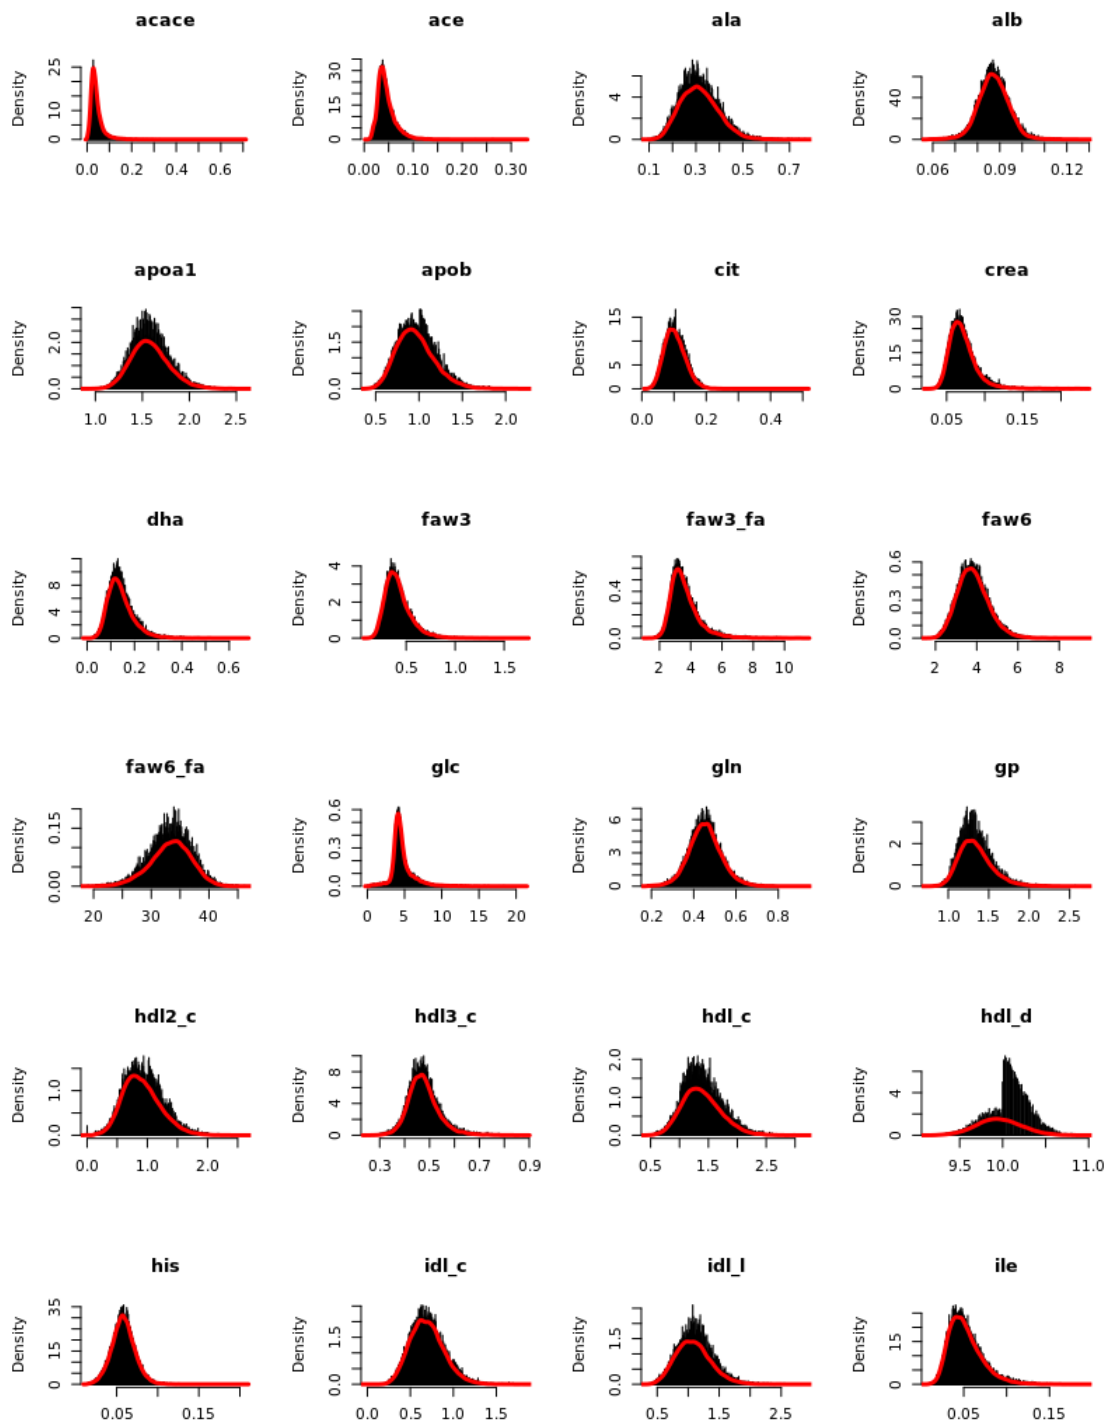 acace
ace
ala
alb
Density
0 10 25
0.0 0.2 0.4 0.6
Density
0 15 30
0.00 0.10 0.20 0.30
Density
0 4
0.1 0.3 0.5 0.7
Density
0 40
0.06 0.09 0.12
apoa1
apob
cit
crea
Density
0.0 2.0
1.0 1.5 2.0 2.5
Density
0.0 1.5
0.5 1.0 1.5 2.0
Density
0 5 15
0.0 0.2 0.4
Density
0 15 30
0.05 0.15
dha
faw3
faw3_fa
faw6
Density
0 4 8
0.0 0.2 0.4 0.6
Density
0 2 4
0.5 1.0 1.5
Density
0.0 0.4
2 4 6 8 10
Density
0.0 0.3 0.6
2 4 6 8
faw6_fa
glc
gln
gp
Density
0.00 0.15
20 30 40
Density
0.0 0.3 0.6
0 5 10 15 20
Density
0 3 6
0.2 0.4 0.6 0.8
Density
0 2
1.0 1.5 2.0 2.5
hdl2_c
hdl3_c
hdl_c
hdl_d
Density
0.0 1.0
0.0 1.0 2.0
Density
0 4 8
0.3 0.5 0.7 0.9
Density
0.0 1.0 2.0
0.5 1.5 2.5
Density
0 4
9.5 10.0 11.0
his
idl_c
idl_l
ile
Density
0 15 35
0.05 0.15
Density
0.0 1.5
0.0 0.5 1.0 1.5
Density
0.0 1.5
0.5 1.5 2.5
Density
0 15
0.05 0.15